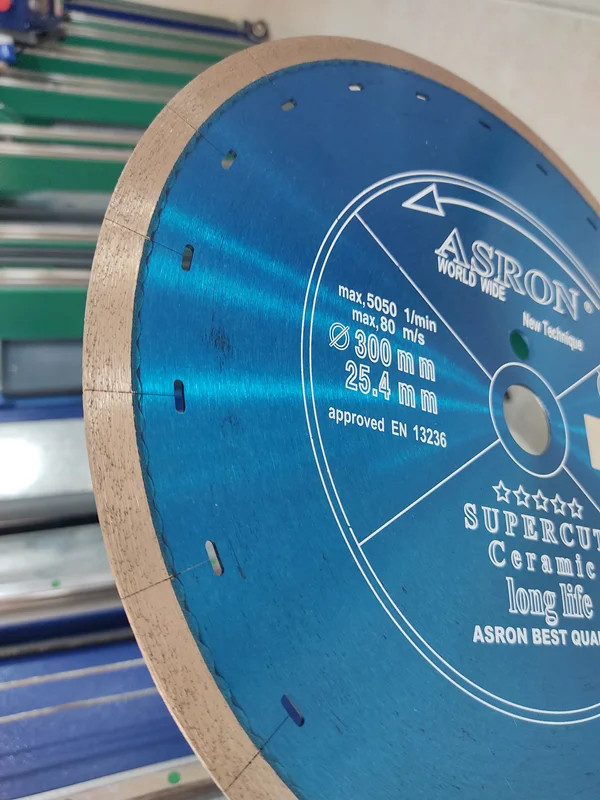 ASRON®
WORLD WIDE
New Technique
max,5050 1/min
max,80 m/s
Ø 300 mm
25.4 mm
approved EN 13236
☆☆☆☆☆
SUPERCUT
Ceramic
long life
ASRON BEST QUA